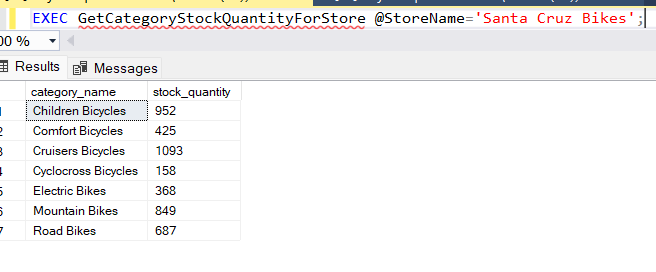 EXEC GetCategoryStockQuantityForStore @StoreName='Santa Cruz Bikes';
00 %
Results Messages
category_name stock_quantity
1 Children Bicycles 952
2 Comfort Bicycles 425
3 Cruisers Bicycles 1093
4 Cyclocross Bicycles 158
5 Electric Bikes 368
6 Mountain Bikes 849
7 Road Bikes 687